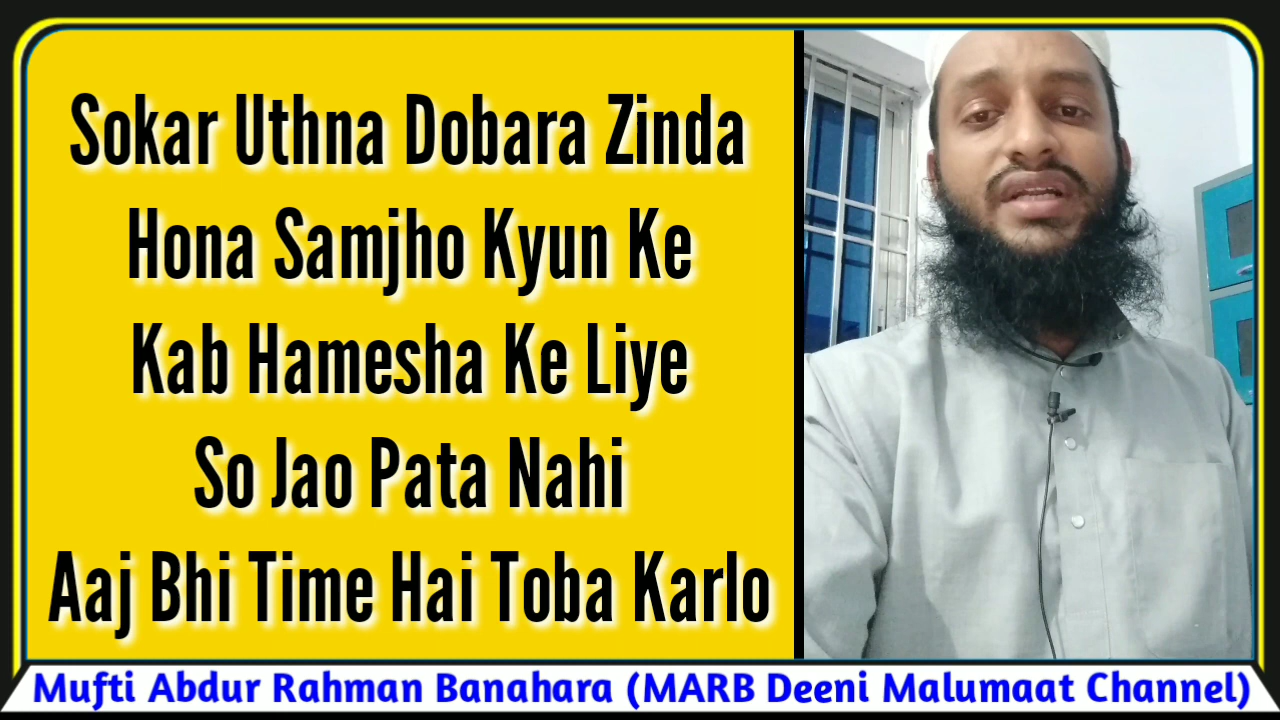 Sokar Uthna Dobara Zinda
Hona Samjho Kyun Ke
Kab Hamesha Ke Liye
So Jao Pata Nahi
Aaj Bhi Time Hai Toba Karlo
Mufti Abdur Rahman Banahara (MARB Deeni Malumaat Channel)